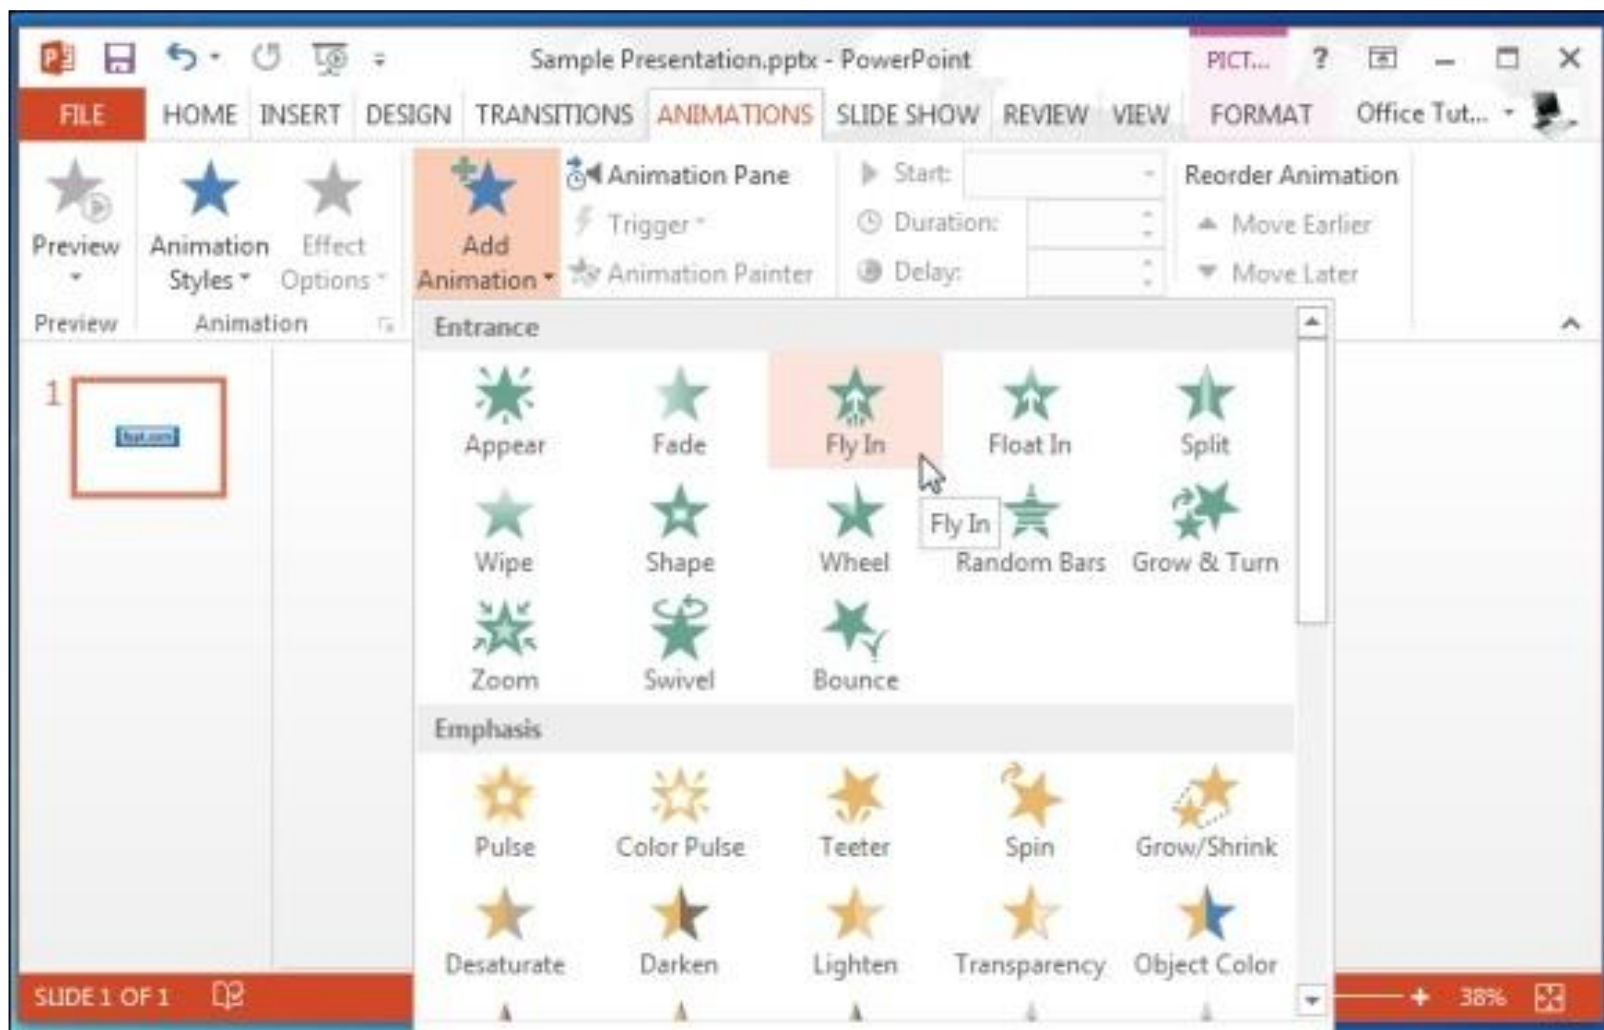 Sample Presentation.pptx - PowerPoint
PICT...
?
FILE HOME INSERT DESIGN TRANSITIONS ANIMATIONS SLIDE SHOW REVIEW VIEW FORMAT Office Tut...
Preview
Animation Styles
Effect Options
Add Animation
Animation Pane
Trigger
Animation Painter
Start:
Duration:
Delay:
Reorder Animation
Move Earlier
Move Later
Preview
Animation
1
Entrance
Appear Fade Fly In Float In Split
Fly In
Wipe Shape Wheel Random Bars Grow & Turn
Zoom Swivel Bounce
Emphasis
Pulse Color Pulse Teeter Spin Grow/Shrink
Desaturate Darken Lighten Transparency Object Color
SLIDE 1 OF 1
38%